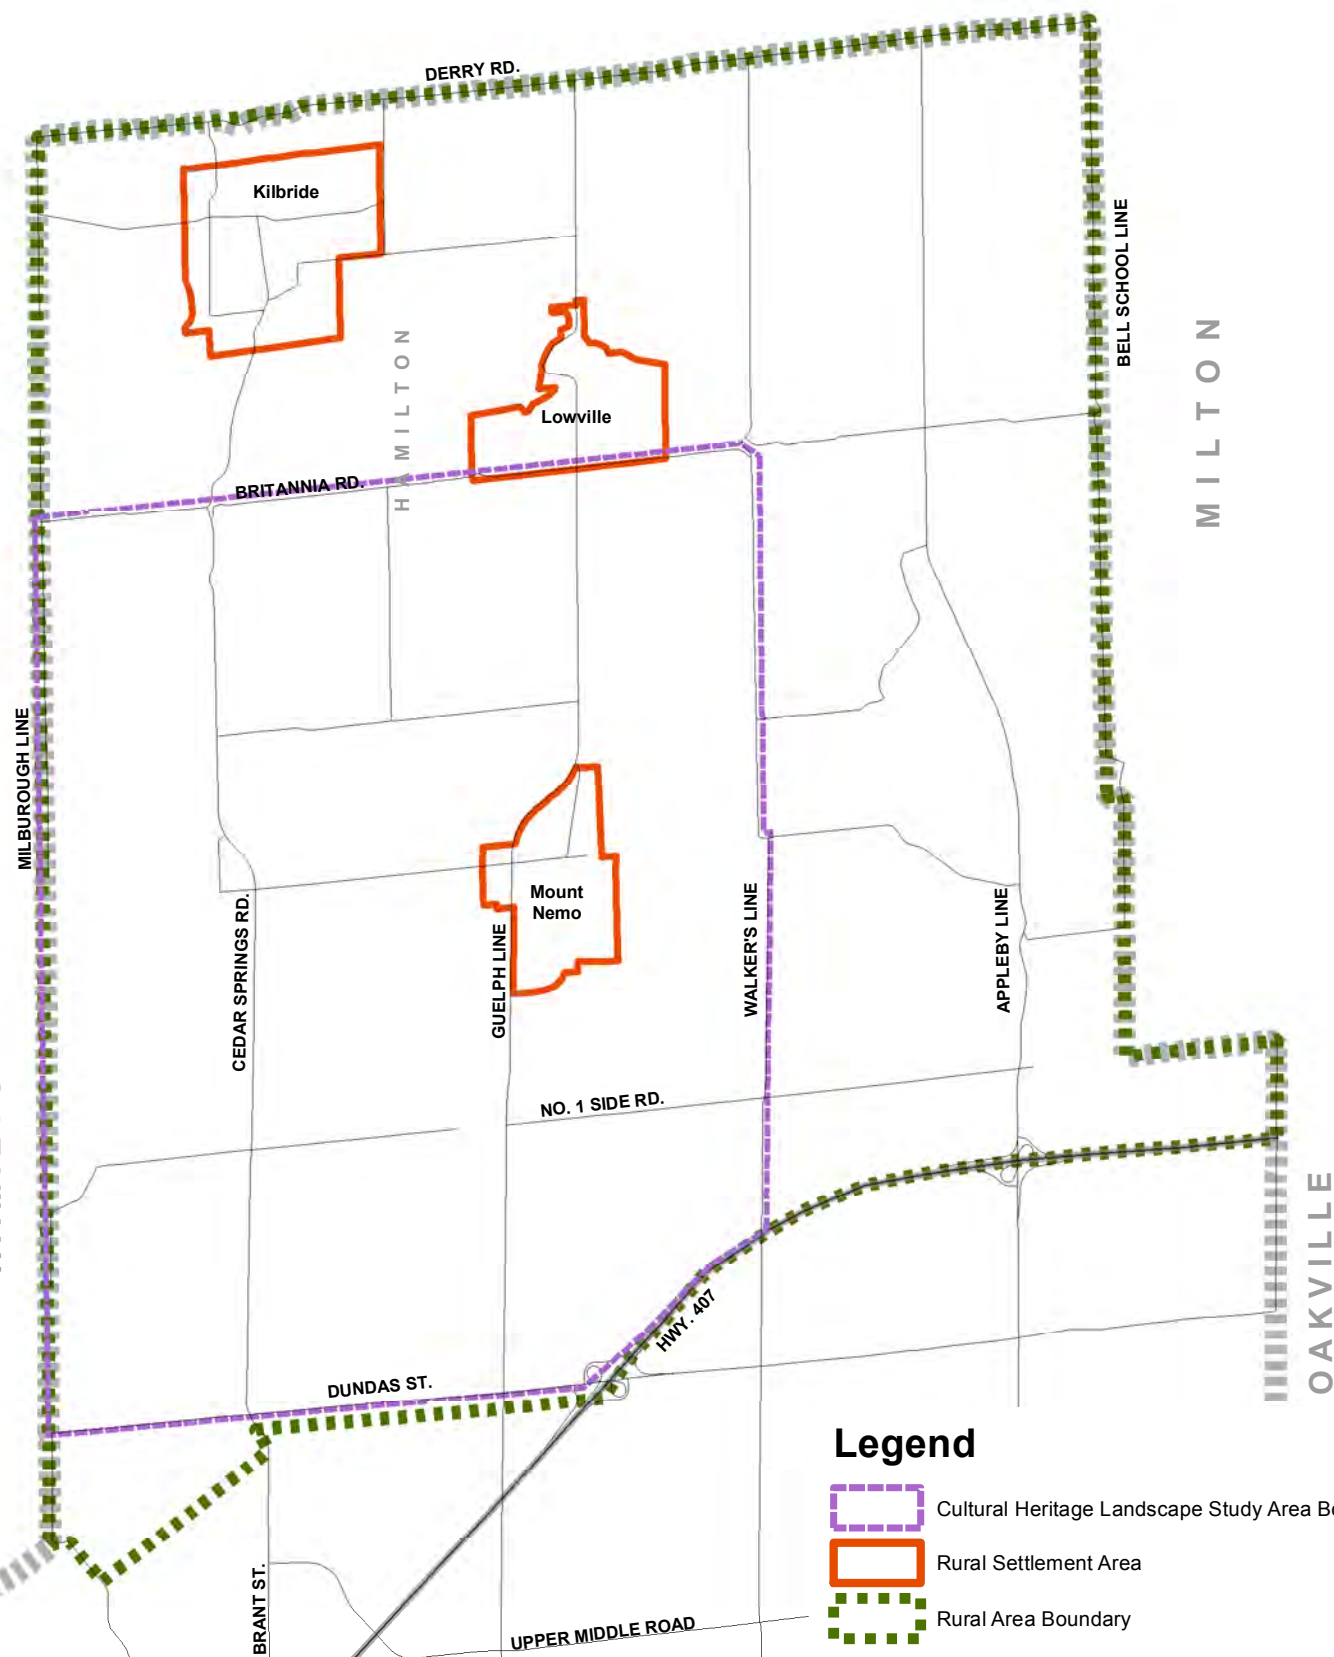 DERRY RD.
Kilbride
BELL SCHOOL LINE
MILTON
HAMILTON
Lowville
BRITANNIA RD.
MILBUROUGH LINE
Mount
Nemo
CEDAR SPRINGS RD.
GUELPH LINE
WALKER'S LINE
APPLEBY LINE
NO. 1 SIDE RD.
OAKVILLE
HWY. 407
DUNDAS ST.
Legend
Cultural Heritage Landscape Study Area
Rural Settlement Area
Rural Area Boundary
BRANT ST.
UPPER MIDDLE ROAD